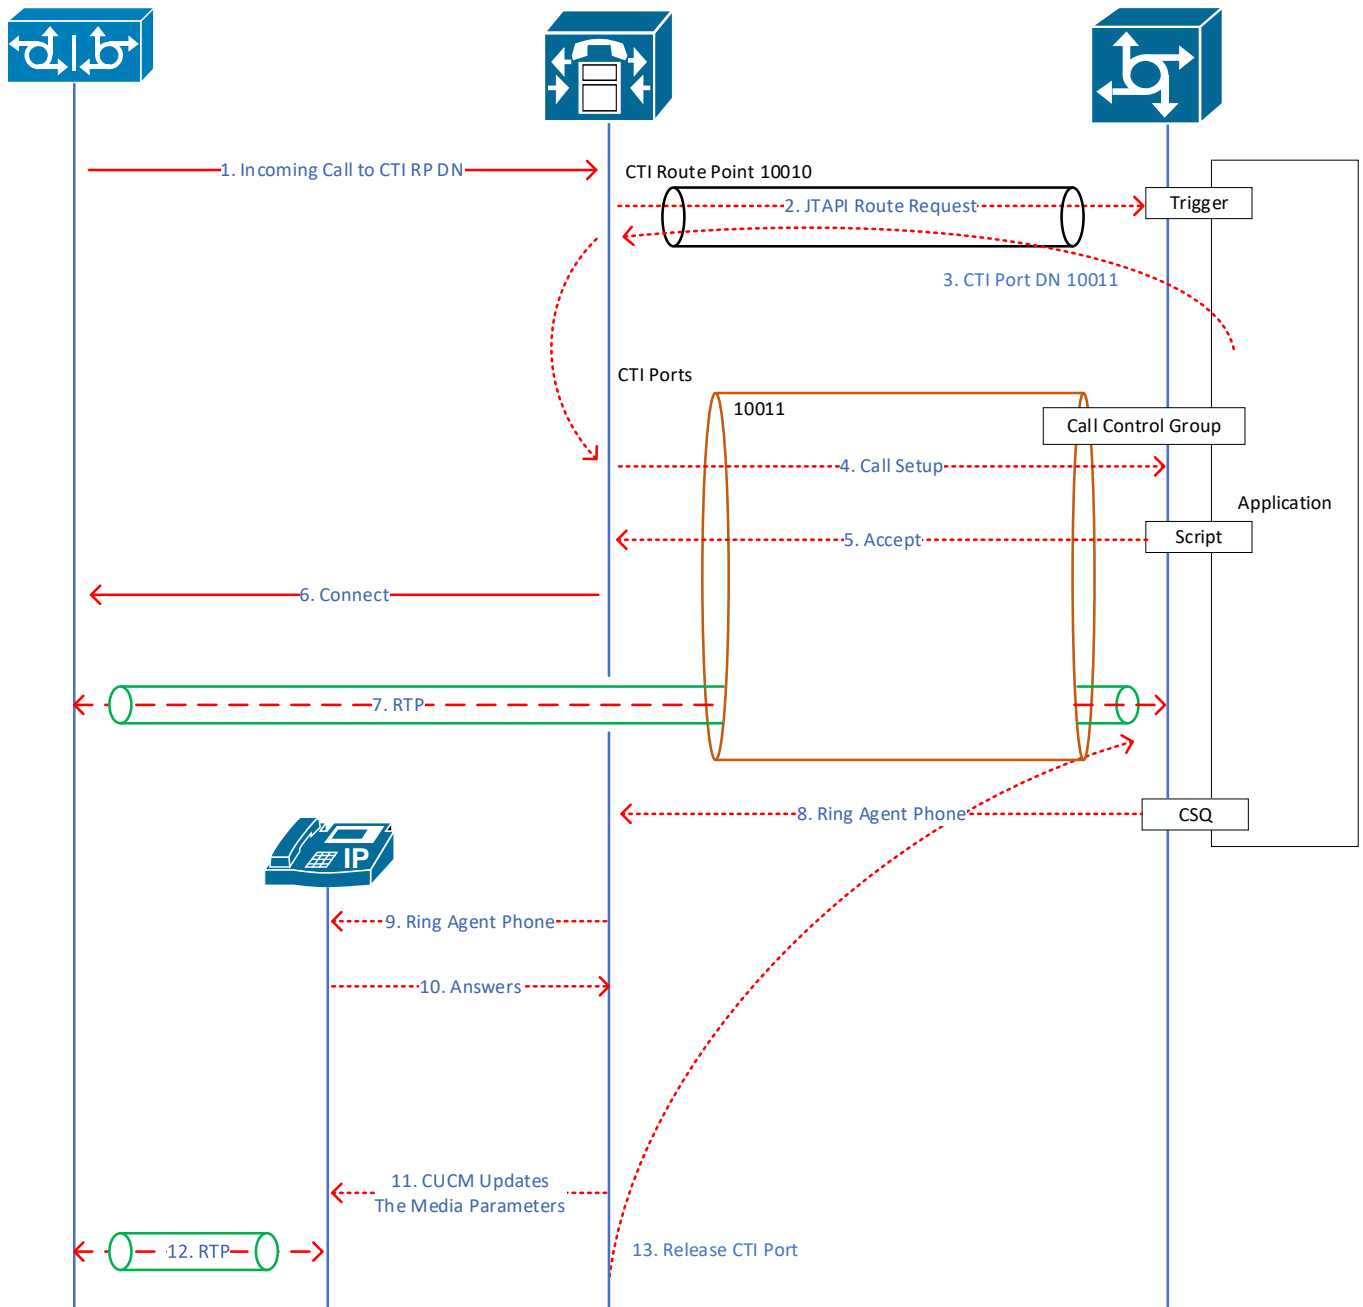 1. Incoming Call to CTI RP DN
CTI Route Point 10010
2. JTAPI Route Request
Trigger
3. CTI Port DN 10011
CTI Ports
10011
Call Control Group
4. Call Setup
Application
5. Accept
Script
6. Connect
7. RTP
8. Ring Agent Phone
CSQ
IP
9. Ring Agent Phone
10. Answers
11. CUCM Updates
The Media Parameters
12. RTP
13. Release CTI Port